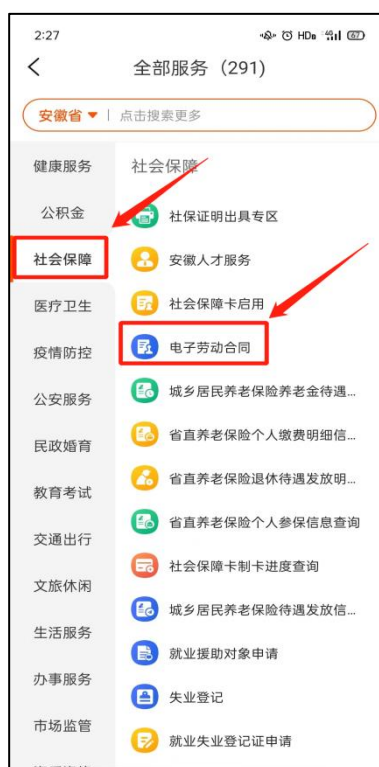 2:27 HD 4G 67
全部服务（291）
安徽省 点击搜索更多
健康服务
公积金
社会保障
医疗卫生
疫情防控
公安服务
民政婚育
教育考试
交通出行
文旅休闲
生活服务
办事服务
市场监管
社会保障
社保证明出具专区
安徽人才服务
社会保障卡启用
电子劳动合同
城乡居民养老保险养老金待遇...
省直养老保险个人缴费明细信...
省直养老保险退休待遇发放明...
省直养老保险个人参保信息查询
社会保障卡制卡进度查询
城乡居民养老保险待遇发放信...
就业援助对象申请
失业登记
就业失业登记证申请